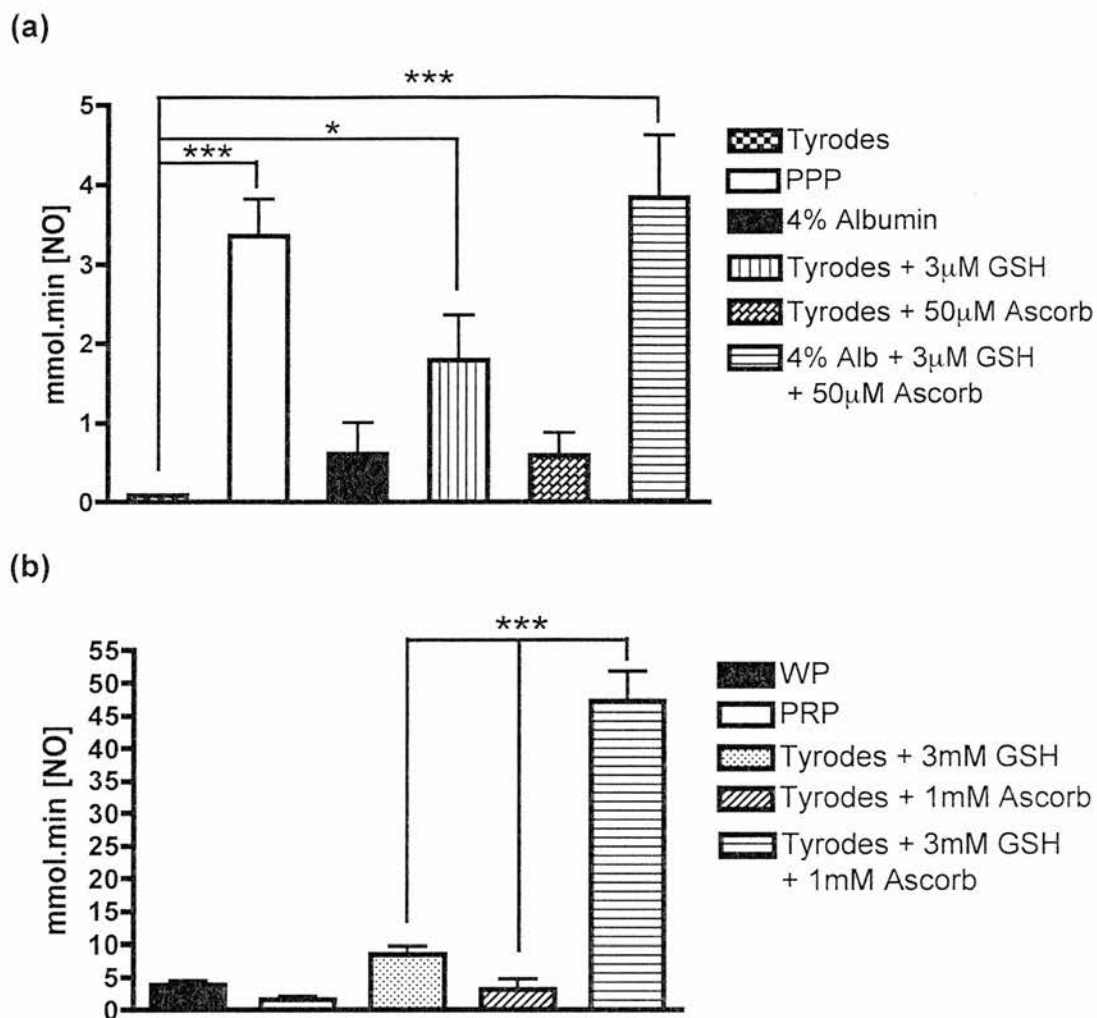 (a)
***
*
***
mmol.min [NO]
5
4
3
2
1
0
Tyrodes
PPP
4% Albumin
Tyrodes + 3μM GSH
Tyrodes + 50μM Ascorb
4% Alb + 3μM GSH
+ 50μM Ascorb
(b)
***
mmol.min [NO]
55
50
45
40
35
30
25
20
15
10
5
0
WP
PRP
Tyrodes + 3mM GSH
Tyrodes + 1mM Ascorb
Tyrodes + 3mM GSH
+ 1mM Ascorb